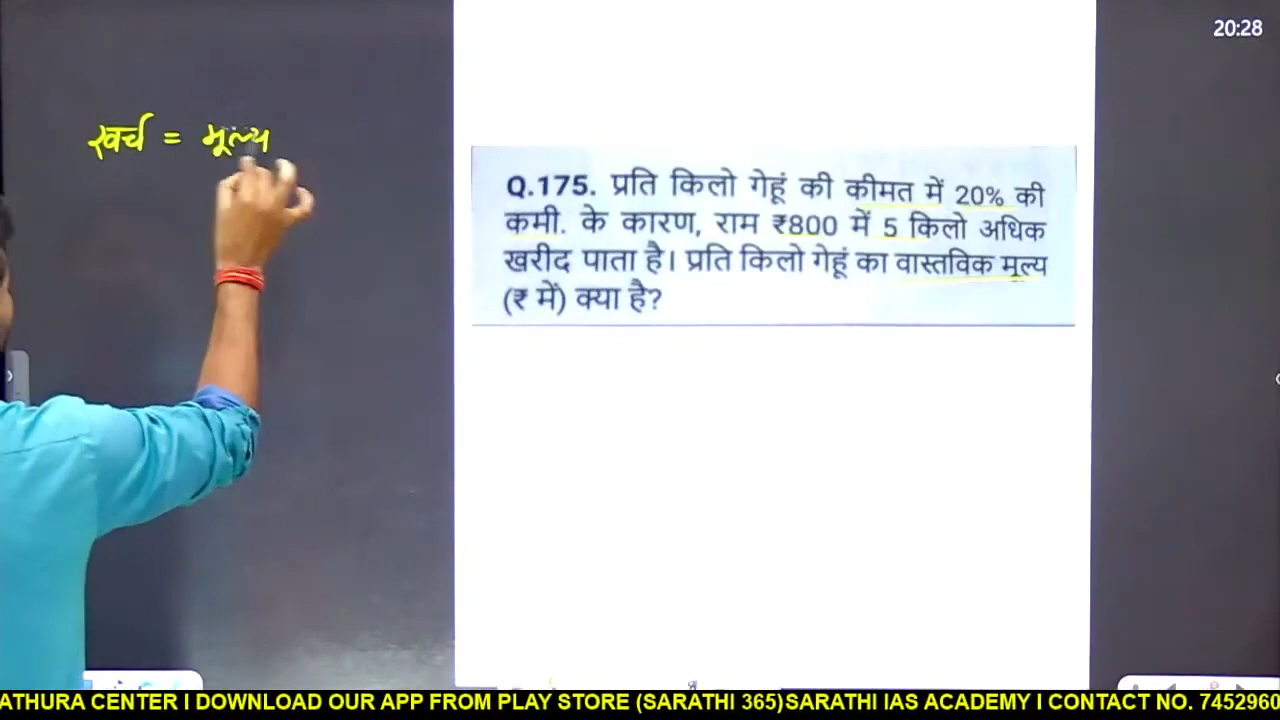 20:28
खर्च = मूल्य
Q.175. प्रति किलो गेहूं की कीमत में 20% की
कमी. के कारण, राम ₹800 में 5 किलो अधिक
खरीद पाता है। प्रति किलो गेहूं का वास्तविक मूल्य
(₹ में) क्या है?
ATHURA CENTER I DOWNLOAD OUR APP FROM PLAY STORE (SARATHI 365)SARATHI IAS ACADEMY I CONTACT NO. 7452960